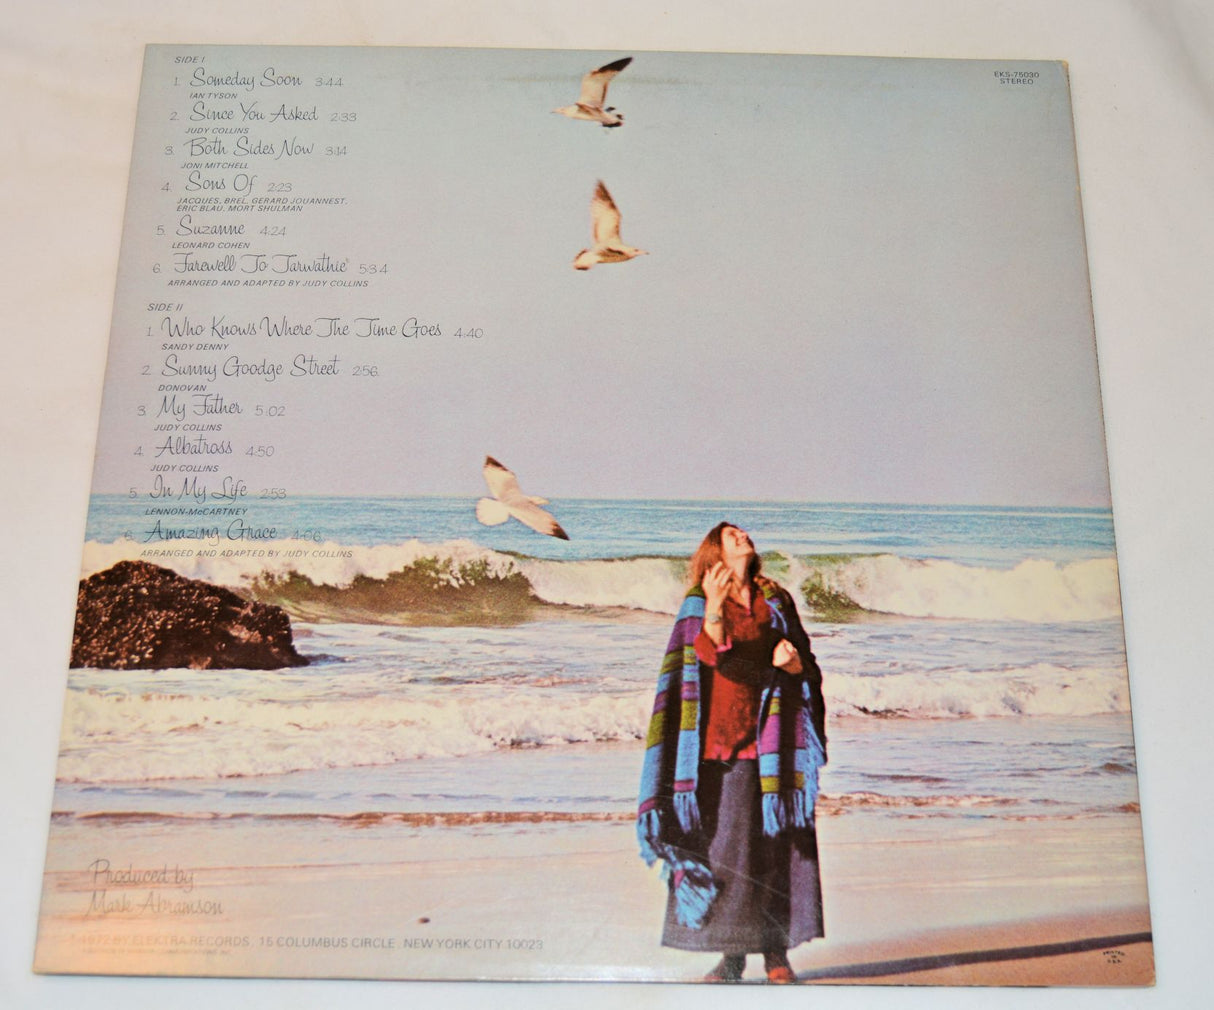 SIDE I
1. Someday Soon 3:44
IAN TYSON
2. Since You Asked 2:33
JUDY COLLINS
3. Both Sides Now 3:14
JONI MITCHELL
4. Sons Of 2:23
JACQUES, BREL, GERARD JOUANNEST,
ERIC BLAU, MORT SHULMAN
5. Suzanne 4:24
LEONARD COHEN
6. Farewell To Tarwathie 5:34
ARRANGED AND ADAPTED BY JUDY COLLINS
SIDE II
1. Who Knows Where The Time Goes 4:40
SANDY DENNY
2. Sunny Goodge Street 2:56
DONOVAN
3. My Father 5:02
JUDY COLLINS
4. Albatross 4:50
JUDY COLLINS
5. In My Life 2:53
LENNON-McCARTNEY
6. Amazing Grace 4:06
ARRANGED AND ADAPTED BY JUDY COLLINS
EKS-75030
STEREO
Produced by
Mark Abramson
1972 BY ELEKTRA RECORDS . 15 COLUMBUS CIRCLE . NEW YORK CITY 10023
PRINTED
IN
U.S.A.